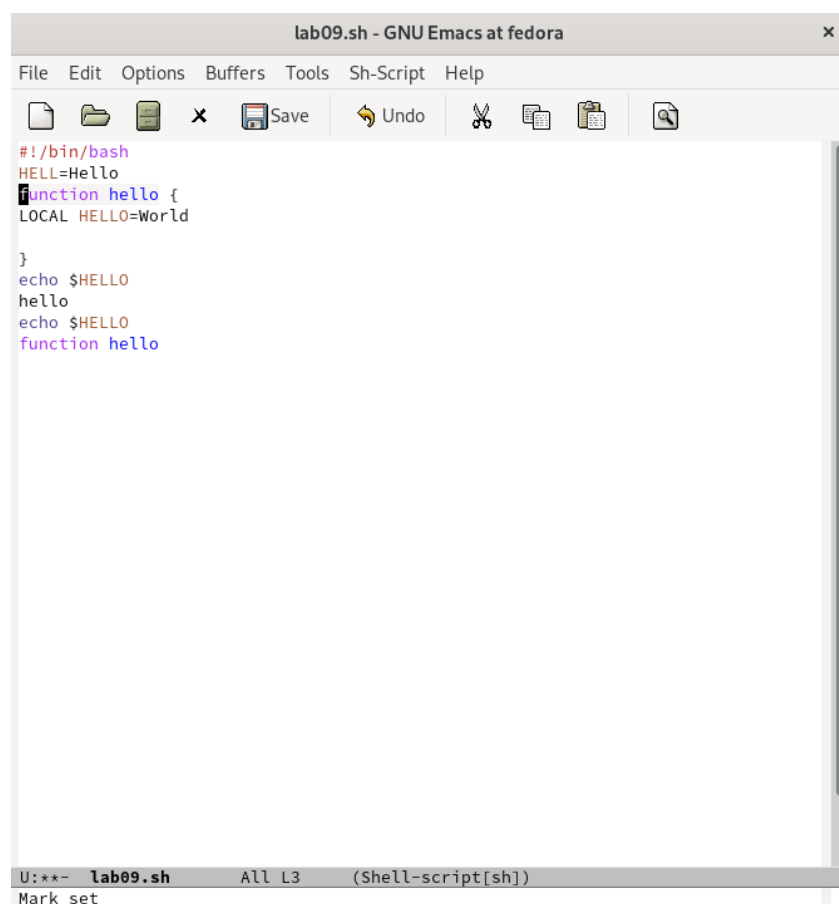 lab09.sh - GNU Emacs at fedora ×
File Edit Options Buffers Tools Sh-Script Help
Save Undo
#!/bin/bash
HELL=Hello
function hello {
LOCAL HELLO=World
}
echo $HELLO
hello
echo $HELLO
function hello
U:**- lab09.sh All L3 (Shell-script[sh])
Mark set